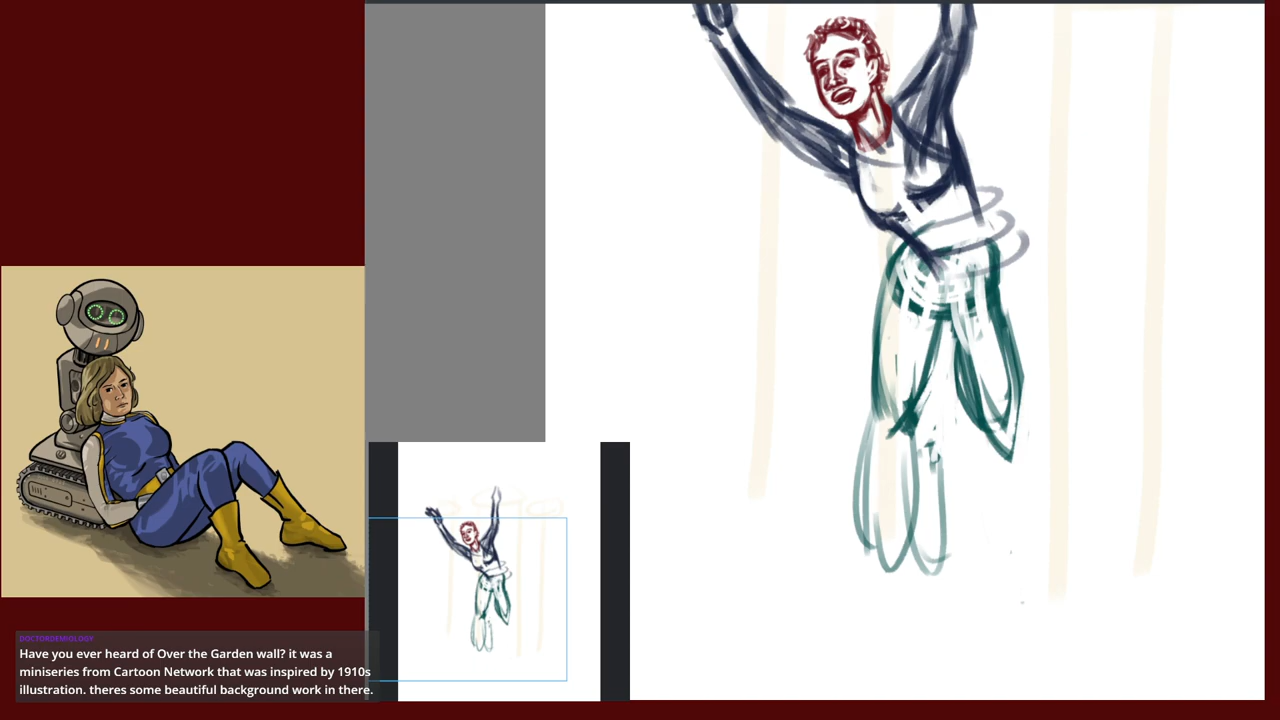 DOCTORDEMOLOGY
Have you ever heard of Over the Garden wall? it was a
miniseries from Cartoon Network that was inspired by 1910s
illustration. theres some beautiful background work in there.